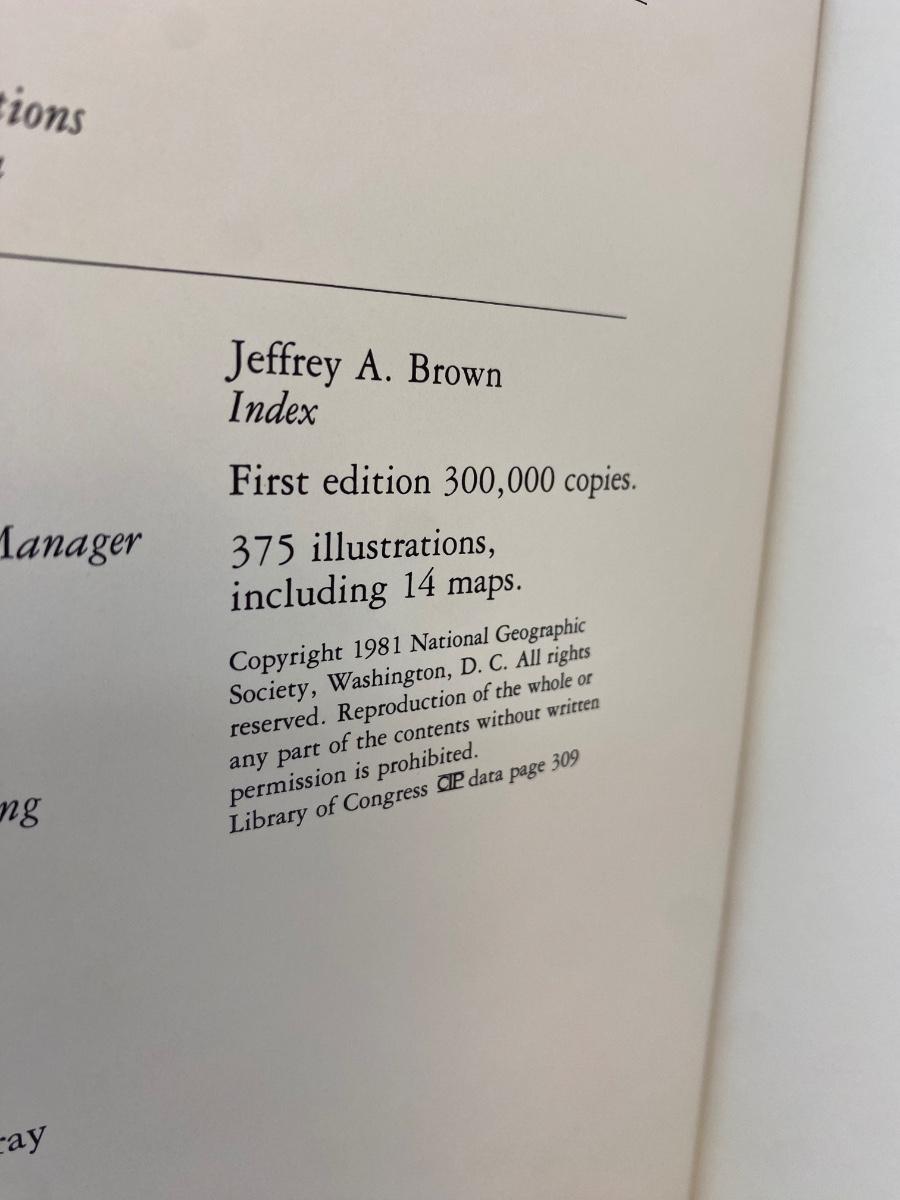 tions
Jeffrey A. Brown
Index
First edition 300,000 copies.
Manager
375 illustrations,
including 14 maps.
Copyright 1981 National Geographic
Society, Washington, D. C. All rights
reserved. Reproduction of the whole or
any part of the contents without written
permission is prohibited.
Library of Congress CIP data page 309
ng
ray